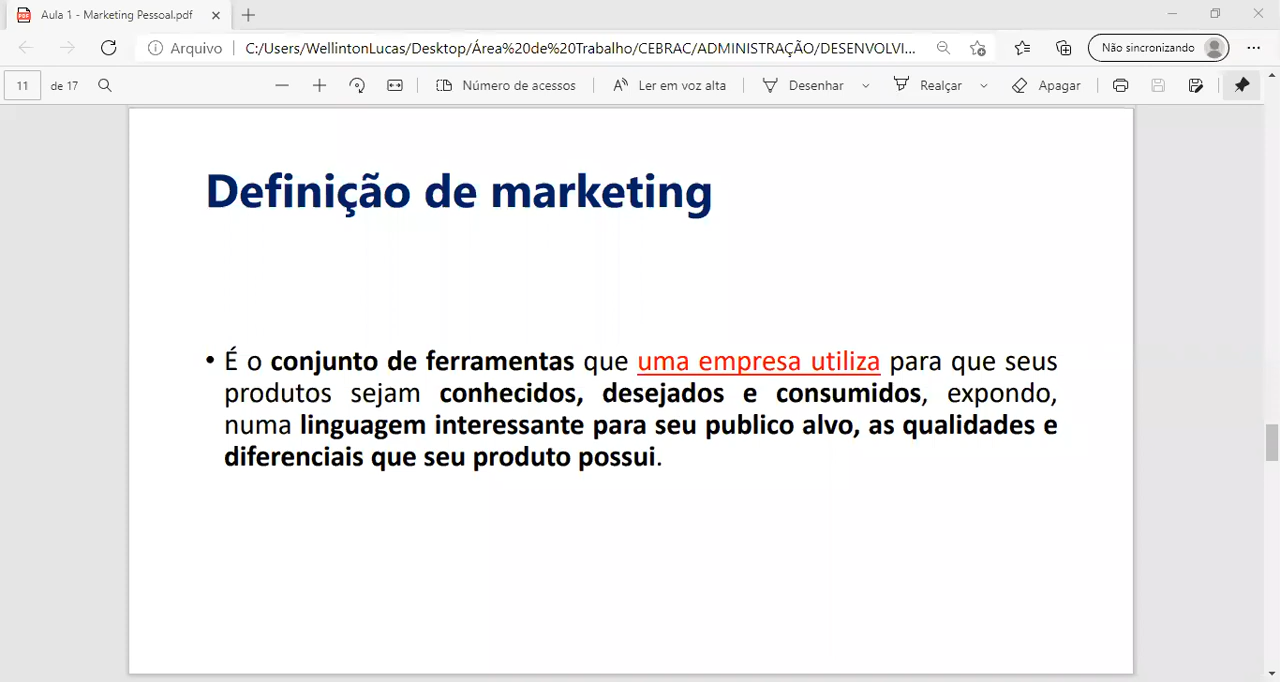 Aula 1 - Marketing Pessoal.pdf
Arquivo C:/Users/WellintonLucas/Desktop/Área%20de%20Trabalho/CEBRAC/ADMINISTRAÇÃO/DESENVOLVI... Não sincronizando
11 de 17 Número de acessos Ler em voz alta Desenhar Realçar Apagar
Definição de marketing
• É o conjunto de ferramentas que uma empresa utiliza para que seus
produtos sejam conhecidos, desejados e consumidos, expondo,
numa linguagem interessante para seu publico alvo, as qualidades e
diferenciais que seu produto possui.